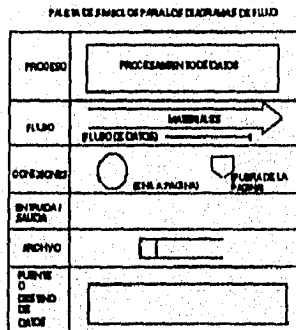 PALETA DE SIMBOLOS PARA LOS DIAGRAMAS DE FLUJO
PROCESO
PROCESAMIENTO DE DATOS
FLUJO
MATERIALES
(FLUJO DE DATOS)
CONEXIONES
(EN LA PAGINA)
FUERA DE LA
PAGINA
ENTRADA /
SALIDA
ARCHIVO
FUENTE
O
DESTINO
DE
DATOS